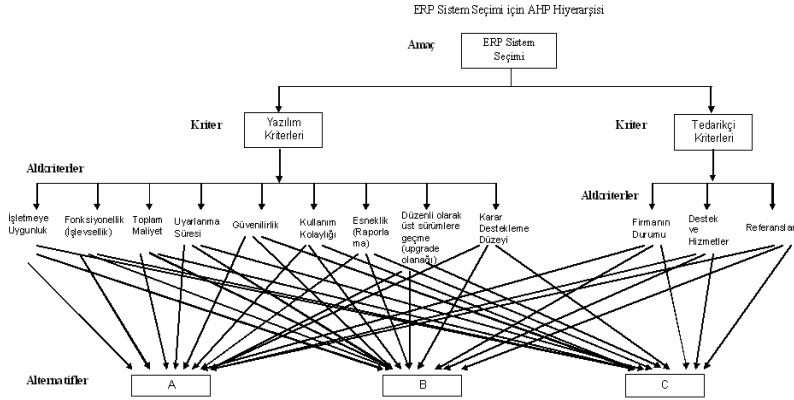 ERP Sistem Seçimi için AHP Hiyerarşisi
Amaç
ERP Sistem
Seçimi
Kriter
Yazılım
Kriterleri
Kriter
Tedarikçi
Kriterleri
Altkriterler
Altkriterler
İşletmeye
Uygunluk
Fonksiyonellik
(İşlevsellik)
Toplam
Maliyet
Uyarlanma
Süresi
Güvenilirlik
Kullanım
Kolaylığı
Esneklik
(Raporla
ma)
Düzenli olarak
üst sürümlere
geçme
(upgrade
olanağı)
Karar
Destekleme
Düzeyi
Firmanın
Durumu
Destek
ve
Hizmetler
Referanslar
Alternatifler
A
B
C